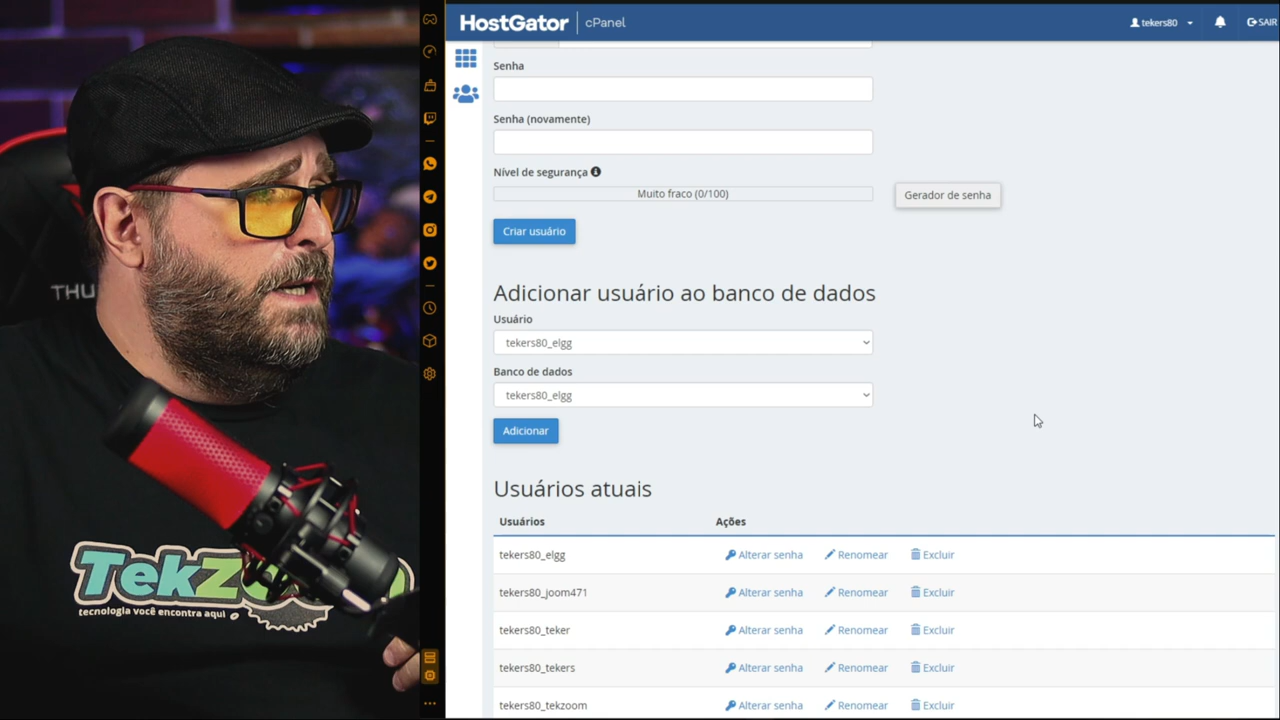 HostGator cPanel
tekers80
SAIR
Senha
Senha (novamente)
Nível de segurança
Muito fraco (0/100)
Gerador de senha
Criar usuário
Adicionar usuário ao banco de dados
Usuário
tekers80_elgg
Banco de dados
tekers80_elgg
Adicionar
Usuários atuais
Usuários Ações
tekers80_elgg Alterar senha Renomear Excluir
tekers80_joom471 Alterar senha Renomear Excluir
tekers80_teker Alterar senha Renomear Excluir
tekers80_tekers Alterar senha Renomear Excluir
tekers80_tekzoom Alterar senha Renomear Excluir
THU
TekZ
tecnologia você encontra aqui